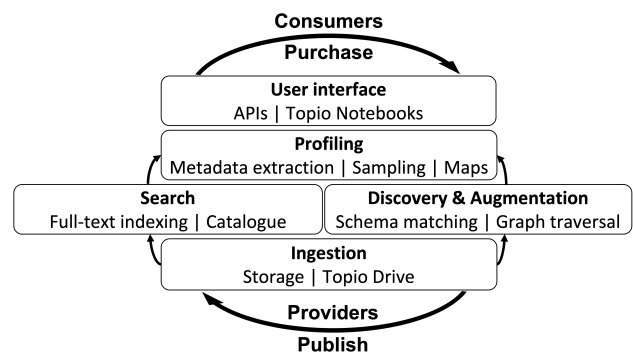 Consumers
Purchase
User interface
APIs | Topio Notebooks
Profiling
Metadata extraction | Sampling | Maps
Search
Full-text indexing | Catalogue
Discovery & Augmentation
Schema matching | Graph traversal
Ingestion
Storage | Topio Drive
Providers
Publish